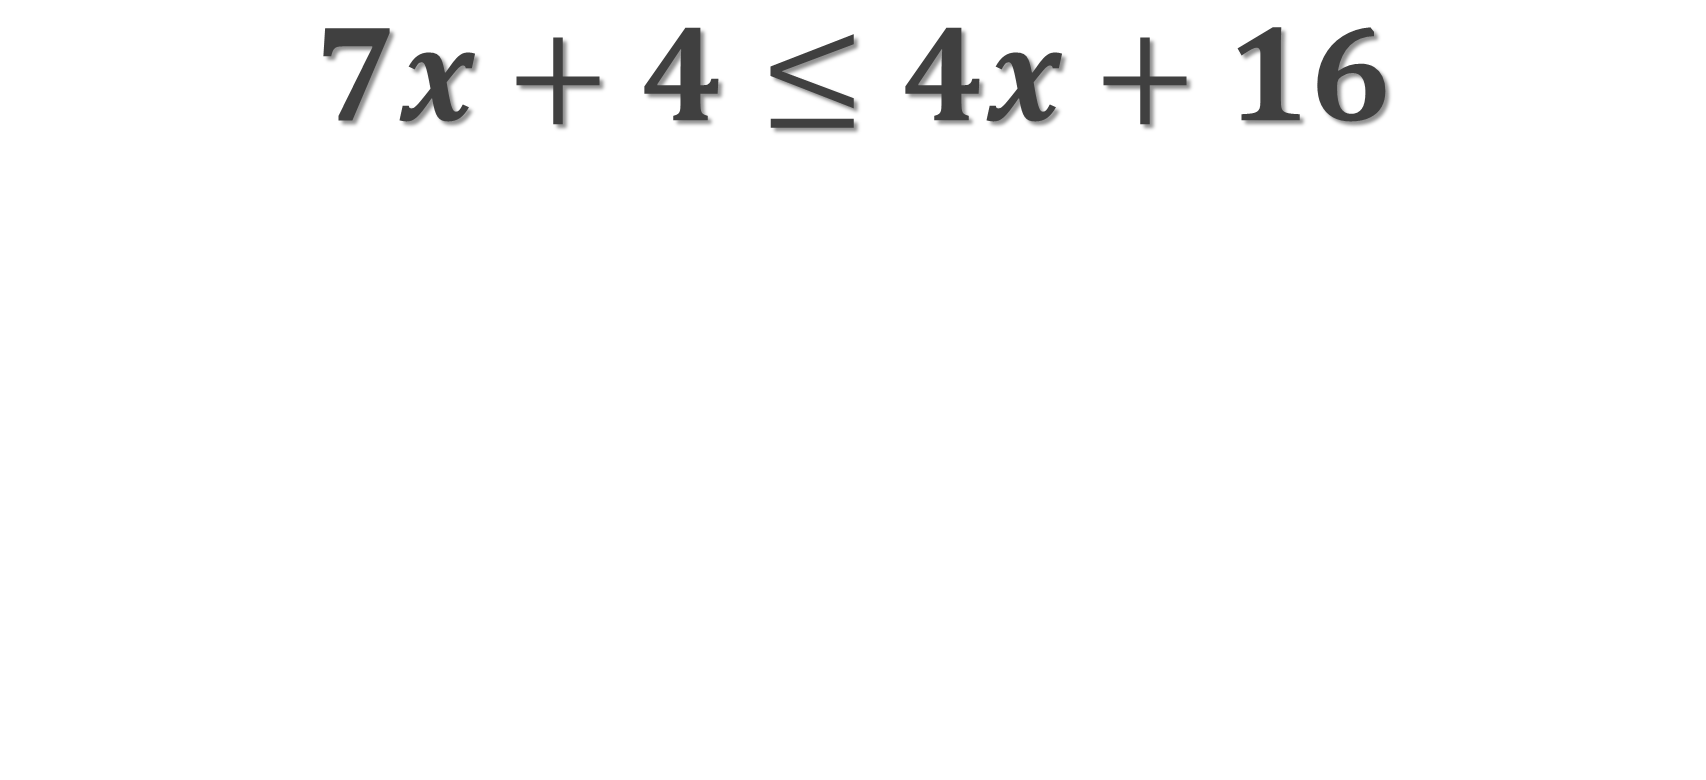 7x + 4 ≤ 4x + 16